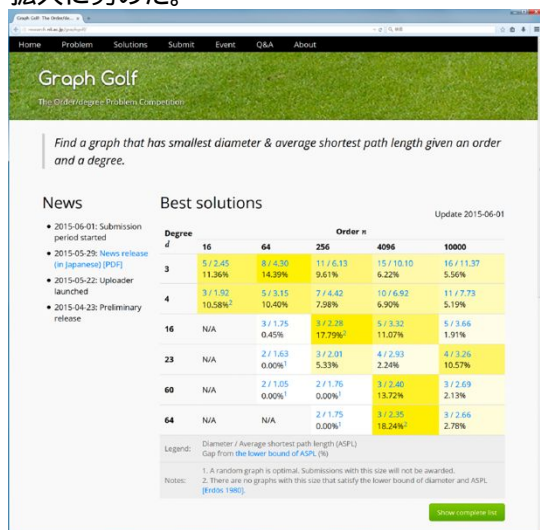 拡大に努めた。
Graph Golf: The Order/de... x
research.nii.ac.jp/graphgolf/
検索
Home Problem Solutions Submit Event Q&A About
Graph Golf
The Order/degree Problem Competition
Find a graph that has smallest diameter & average shortest path length given an order
and a degree.
News
• 2015-06-01: Submission
period started
• 2015-05-29: News release
(in Japanese) [PDF]
• 2015-05-22: Uploader
launched
• 2015-04-23: Preliminary
release
Best solutions
Update 2015-06-01
Degree Order n
d 16 64 256 4096 10000
3 5 / 2.45 8 / 4.30 11 / 6.13 15 / 10.10 16 / 11.37
11.36% 14.39% 9.61% 6.22% 5.56%
4 3 / 1.92 5 / 3.15 7 / 4.42 10 / 6.92 11 / 7.73
10.58%2 10.40% 7.98% 6.90% 5.19%
16 N/A 3 / 1.75 3 / 2.28 5 / 3.32 5 / 3.66
0.45% 17.79%2 11.07% 1.91%
23 N/A 2 / 1.63 3 / 2.01 4 / 2.93 4 / 3.26
0.00%1 5.33% 2.24% 10.57%
60 N/A 2 / 1.05 2 / 1.76 3 / 2.40 3 / 2.69
0.00%1 0.00%1 13.72% 2.13%
64 N/A N/A 2 / 1.75 3 / 2.35 3 / 2.66
0.00%1 18.24%2 2.78%
Legend: Diameter / Average shortest path length (ASPL)
Gap from the lower bound of ASPL (%)
Notes: 1. A random graph is optimal. Submissions with this size will not be awarded.
2. There are no graphs with this size that satisfy the lower bound of diameter and ASPL
[Erdös 1980].
Show complete list